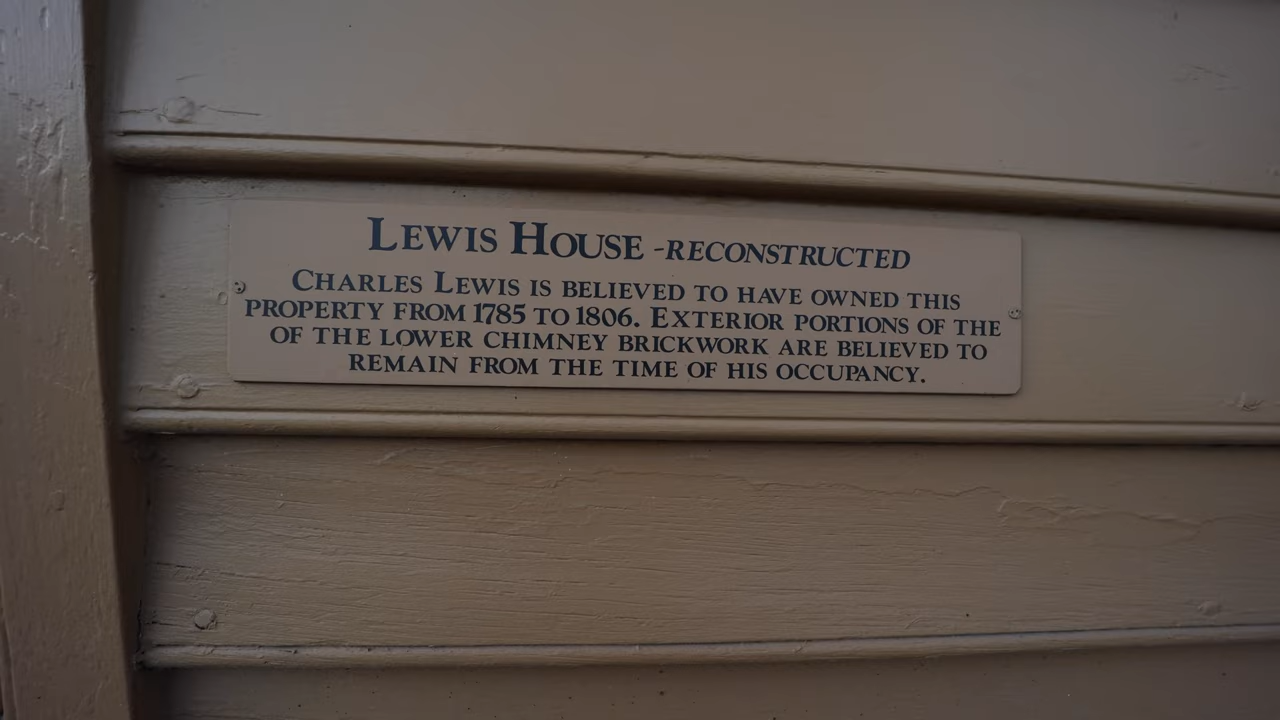 LEWIS HOUSE -RECONSTRUCTED
CHARLES LEWIS IS BELIEVED TO HAVE OWNED THIS
PROPERTY FROM 1785 TO 1806. EXTERIOR PORTIONS OF THE
OF THE LOWER CHIMNEY BRICKWORK ARE BELIEVED TO
REMAIN FROM THE TIME OF HIS OCCUPANCY.